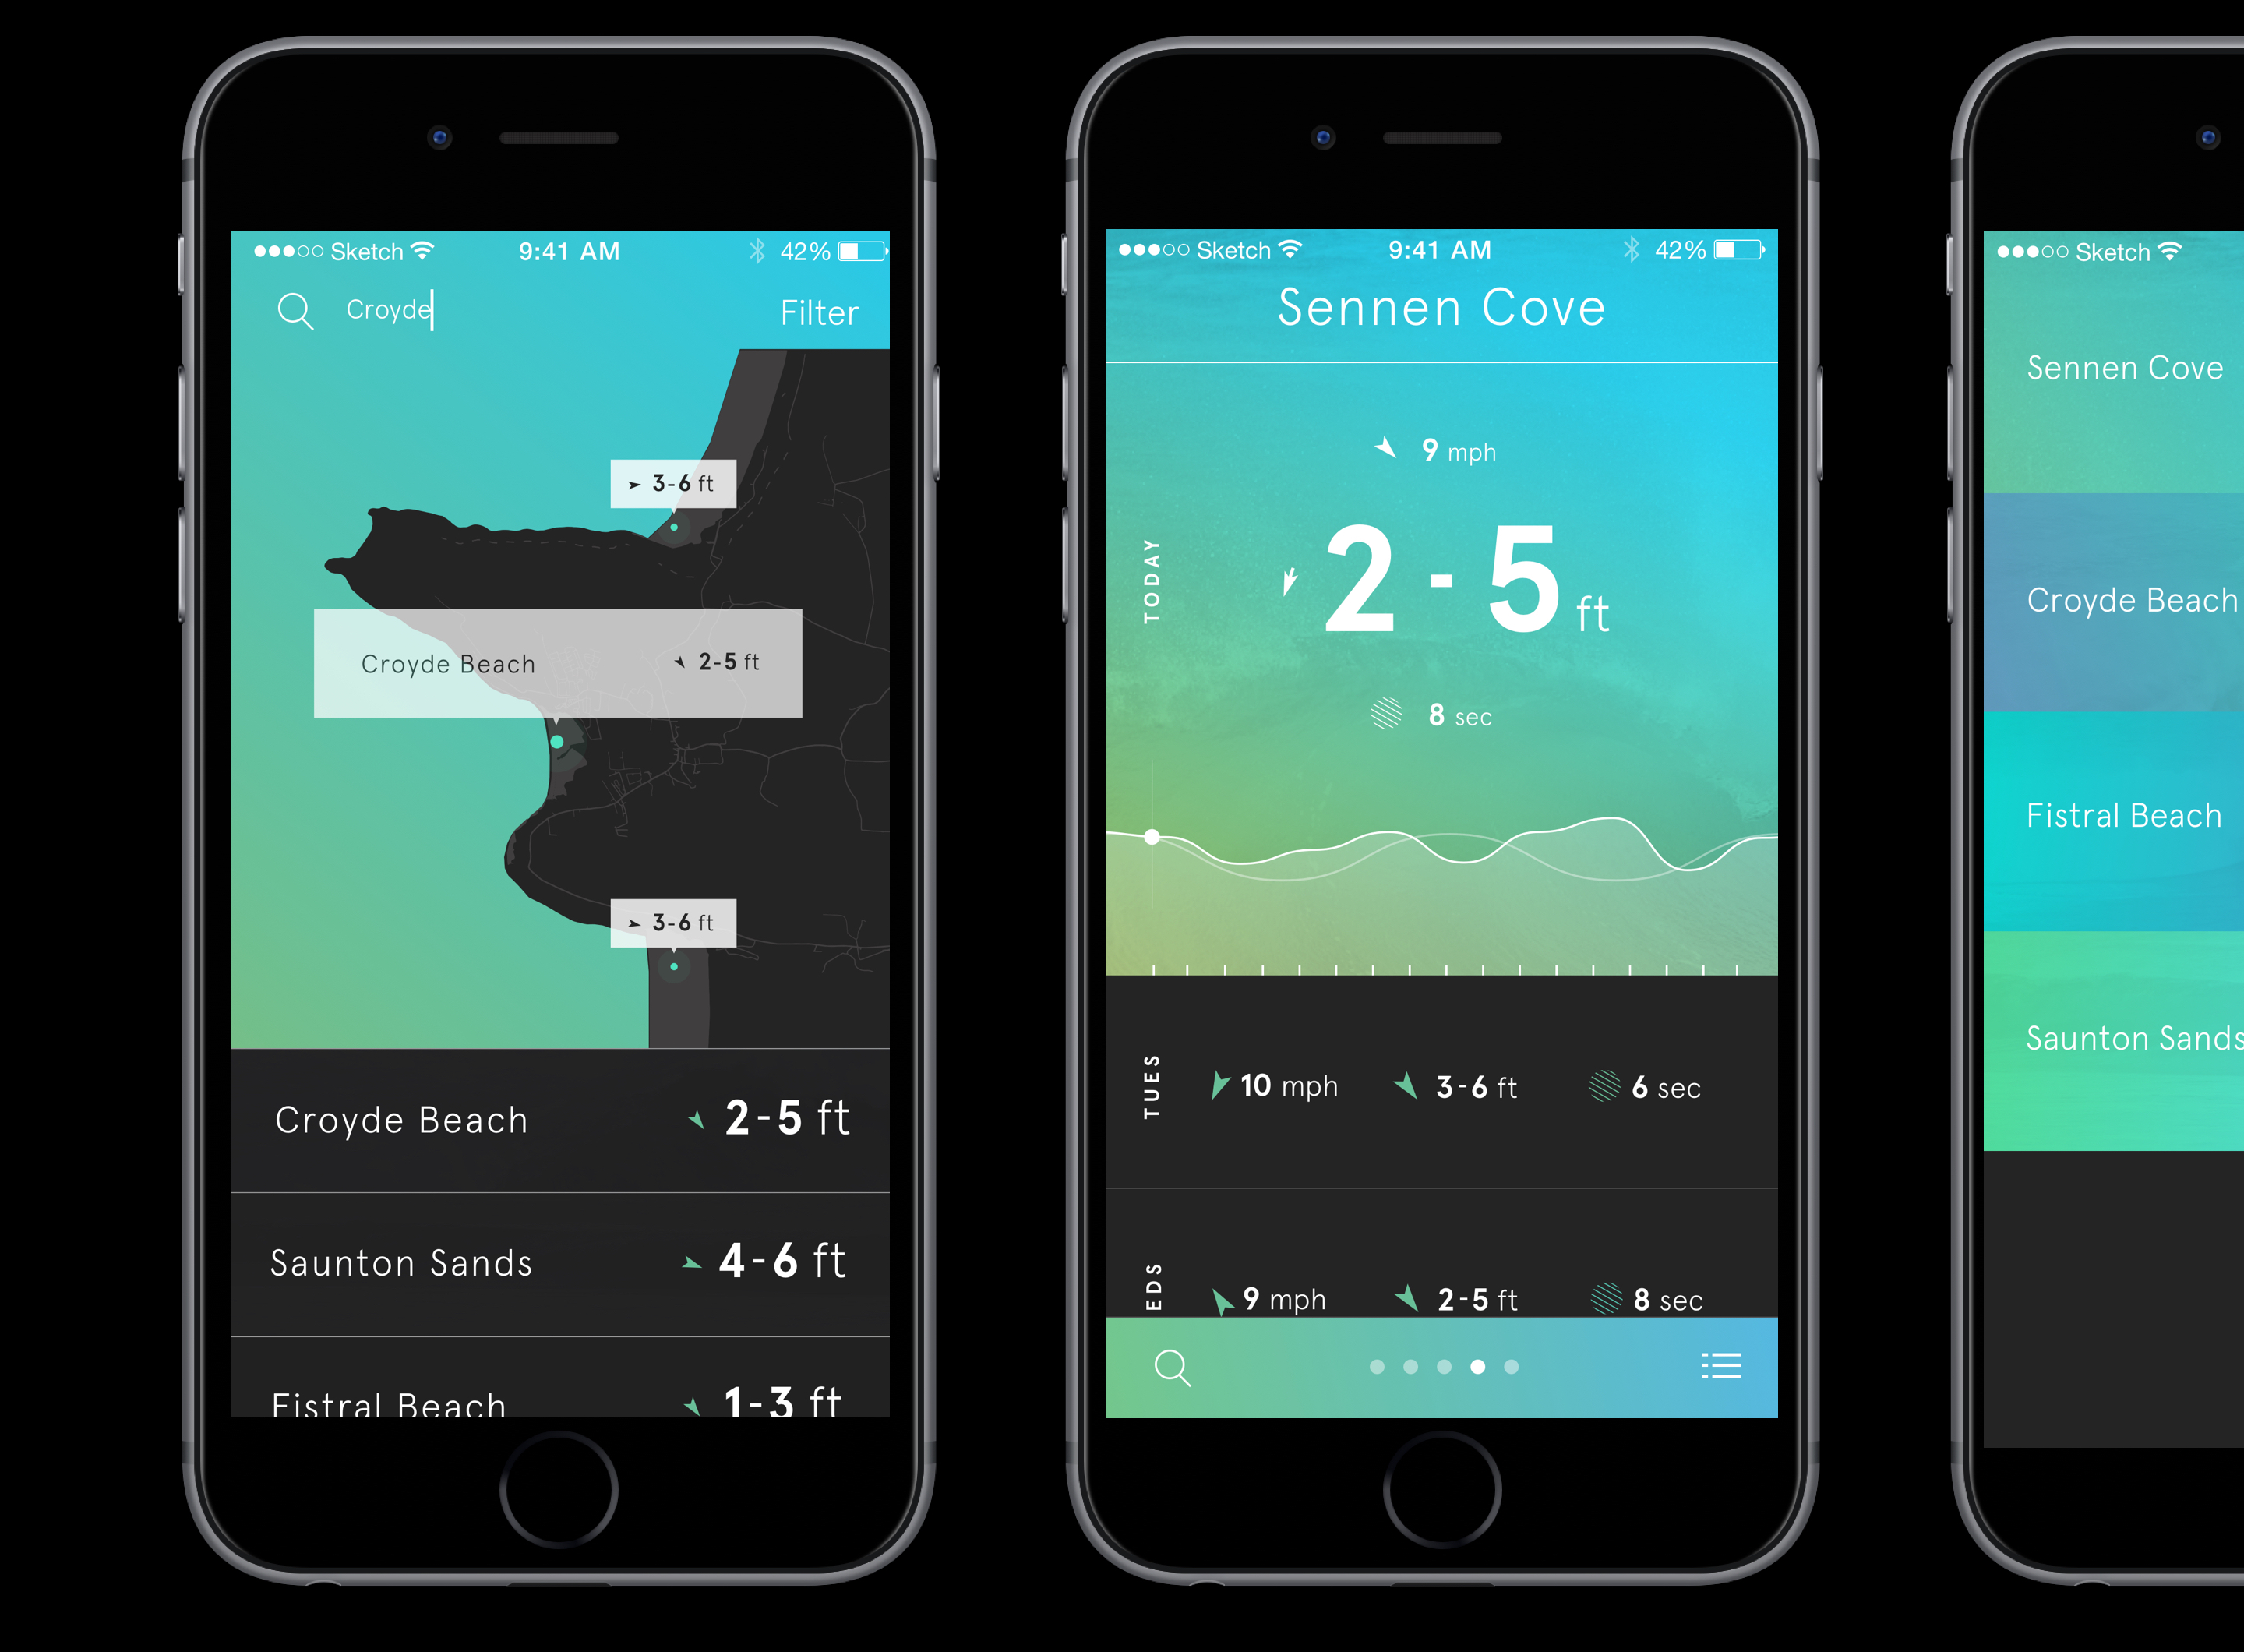 Sketch 9:41 AM 42%
Croyde Filter
3-6 ft
Croyde Beach 2-5 ft
3-6 ft
Croyde Beach 2-5 ft
Saunton Sands 4-6 ft
Fistral Beach 1-3 ft
Sketch 9:41 AM 42%
Sennen Cove
9 mph
TODAY
2 - 5 ft
8 sec
TUES 10 mph 3-6 ft 6 sec
EDS 9 mph 2-5 ft 8 sec
Sketch
Sennen Cove
Croyde Beach
Fistral Beach
Saunton Sands